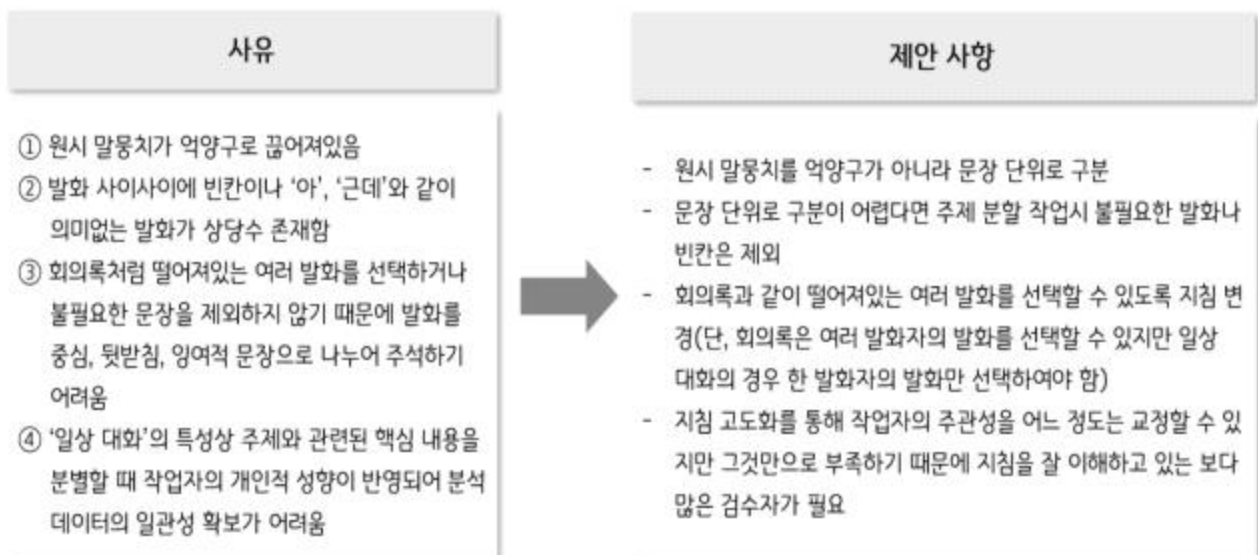 사유
① 원시 말뭉치가 억양구로 끊어져있음
② 발화 사이사이에 빈칸이나 ‘아’, ‘근데’와 같이
의미없는 발화가 상당수 존재함
③ 회의록처럼 떨어져있는 여러 발화를 선택하거나
불필요한 문장을 제외하지 않기 때문에 발화를
중심, 뒷받침, 잉여적 문장으로 나누어 주석하기
어려움
④ ‘일상 대화’의 특성상 주제와 관련된 핵심 내용을
분별할 때 작업자의 개인적 성향이 반영되어 분석
데이터의 일관성 확보가 어려움
제안 사항
- 원시 말뭉치를 억양구가 아니라 문장 단위로 구분
- 문장 단위로 구분이 어렵다면 주제 분할 작업시 불필요한 발화나
빈칸은 제외
- 회의록과 같이 떨어져있는 여러 발화를 선택할 수 있도록 지침 변
경(단, 회의록은 여러 발화자의 발화를 선택할 수 있지만 일상
대화의 경우 한 발화자의 발화만 선택하여야 함)
- 지침 고도화를 통해 작업자의 주관성을 어느 정도는 교정할 수 있
지만 그것만으로 부족하기 때문에 지침을 잘 이해하고 있는 보다
많은 검수자가 필요